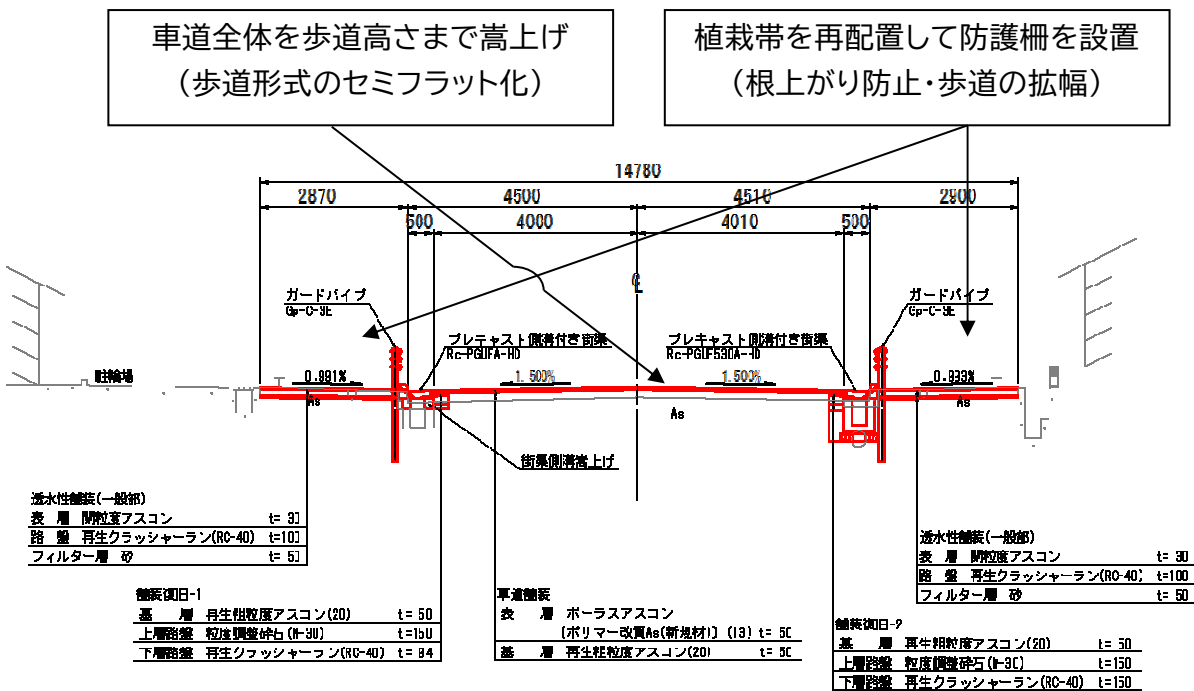 車道全体を歩道高さまで嵩上げ
（歩道形式のセミフラット化）
植栽帯を再配置して防護柵を設置
（根上がり防止・歩道の拡幅）
14780
2870 4500 4510 2900
500 4000 4010 500
ガードパイプ
Gp-C-
ガードパイプ
Gp-C-
プレキャスト側溝付き街渠
プレキャスト側溝付き街渠
駐輪場
1.500%
1.500%
As
As
As
街渠側溝嵩上げ
透水性舗装(一般部)
表 層 開粒度アスコン t= 30
路 盤 再生クラッシャーラン(RC-40) t=100
フィルター層 砂 t= 50
舗装復旧-1
基 層 再生粗粒度アスコン(20) t= 50
上層路盤 粒度調整砕石(M-30) t=150
下層路盤 再生クラッシャーラン(RC-40) t= 84
車道舗装
表 層 ポーラスアスコン
(ポリマー改質As(新規材)) (13) t= 50
基 層 再生粗粒度アスコン(20) t= 50
透水性舗装(一般部)
表 層 開粒度アスコン t= 30
路 盤 再生クラッシャーラン(RC-40) t=100
フィルター層 砂 t= 50
舗装復旧-2
基 層 再生粗粒度アスコン(20) t= 50
上層路盤 粒度調整砕石(M-30) t=150
下層路盤 再生クラッシャーラン(RC-40) t=150